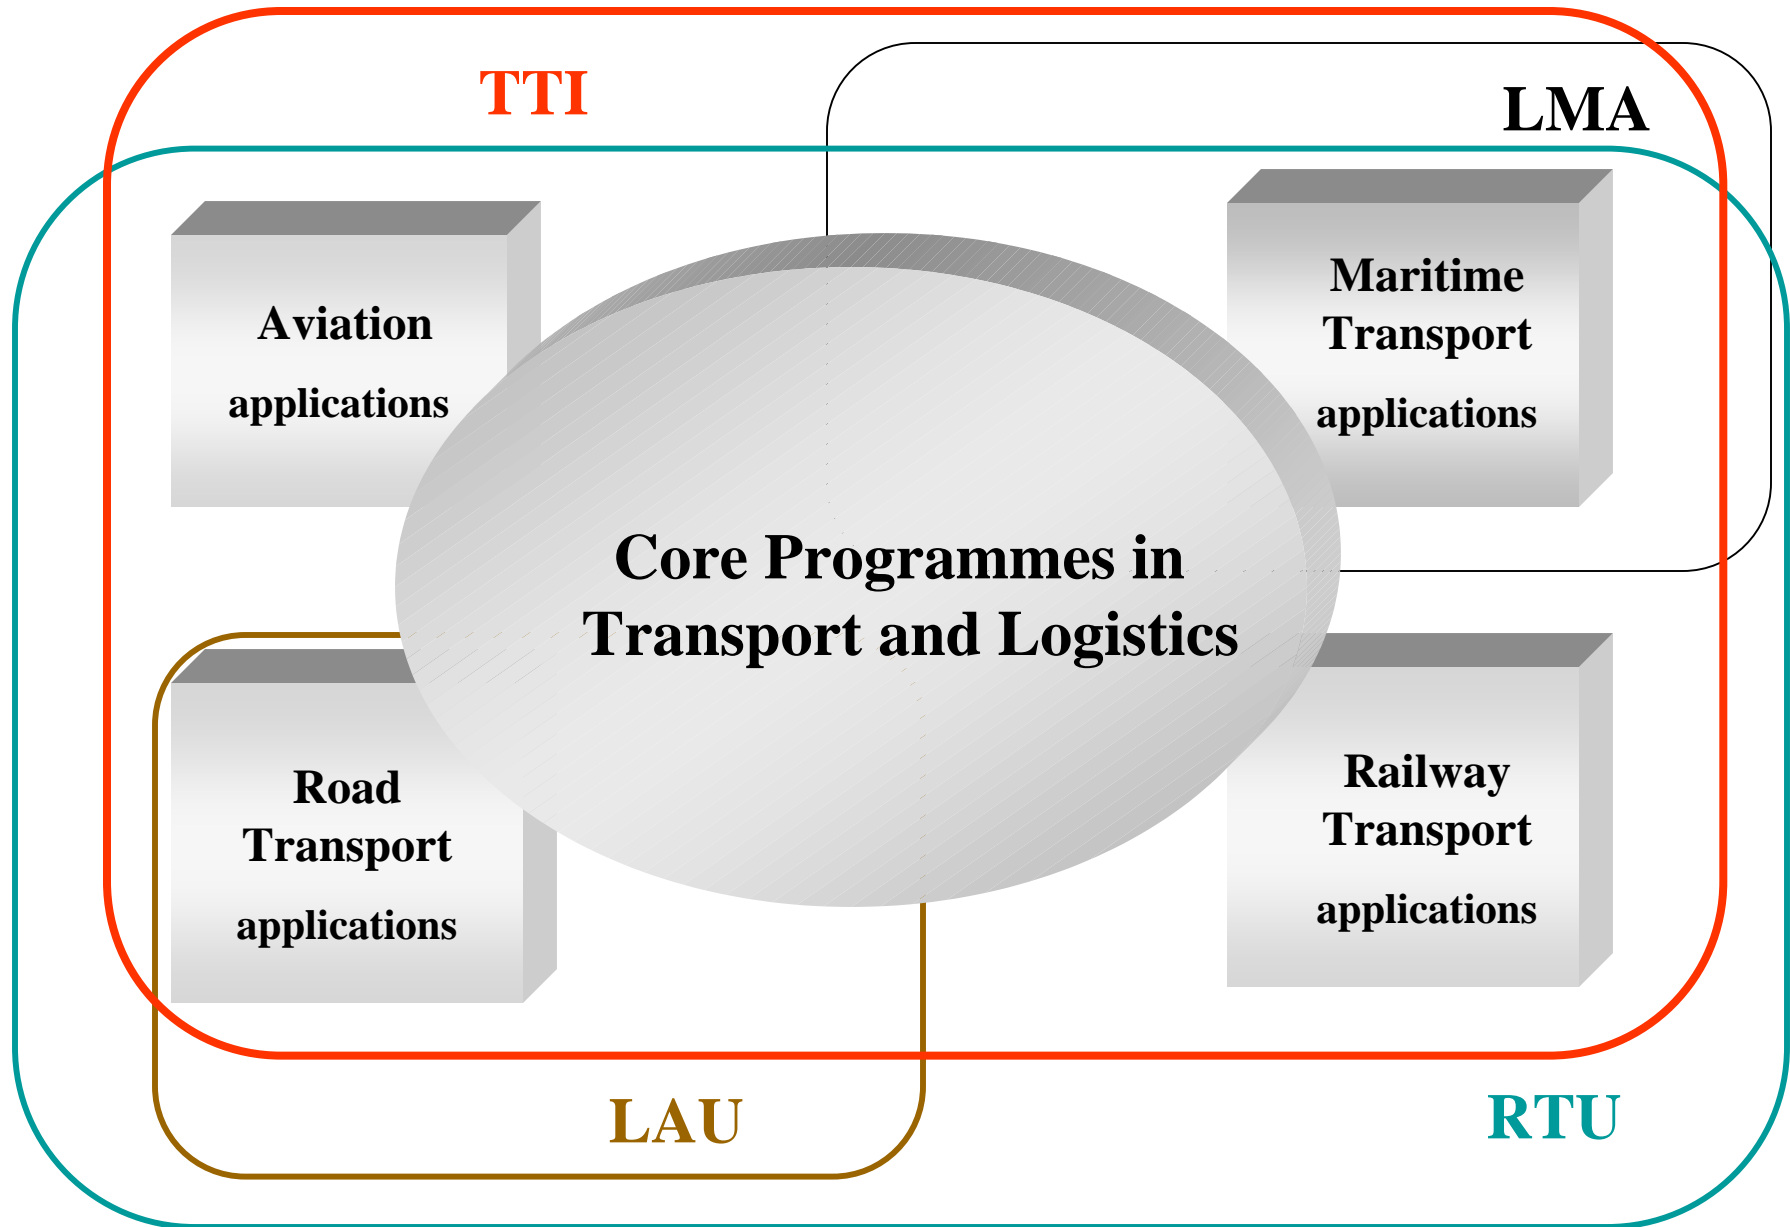 TTI
LMA
Aviation
applications
Maritime
Transport
applications
Core Programmes in
Transport and Logistics
Road
Transport
applications
Railway
Transport
applications
LAU
RTU